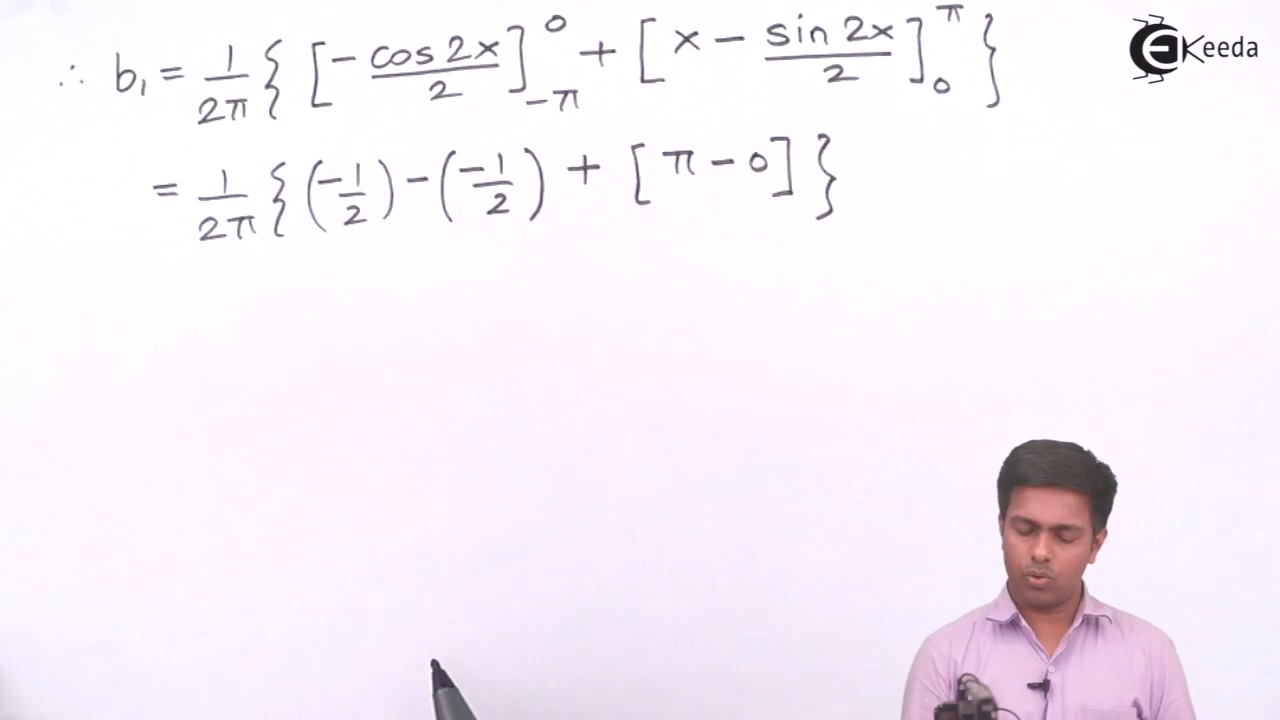 ∴ b₁ = 1/2π { [ -cos 2x/2 ]₋π⁰ + [ x - sin 2x/2 ]₀^π }
EKeeda
= 1/2π { (-1/2) - (-1/2) + [ π - 0 ] }